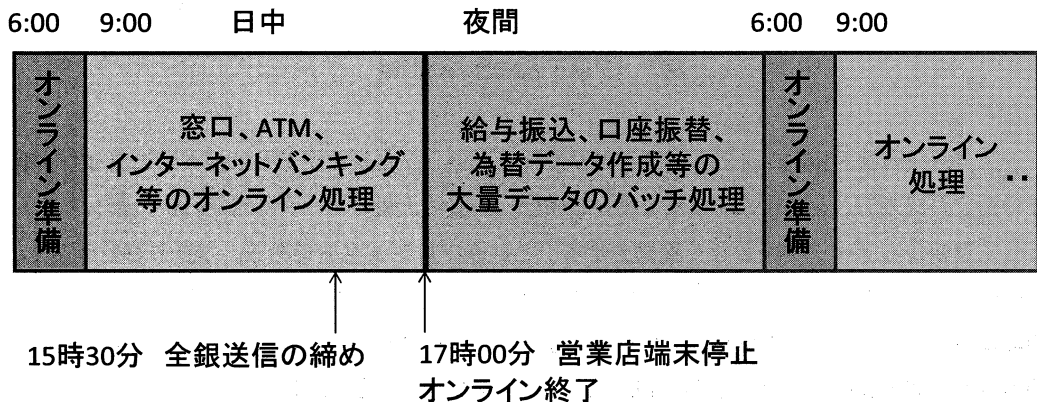 6:00 9:00 日中 夜間 6:00 9:00
オンライン準備
窓口、ATM、
インターネットバンキング
等のオンライン処理
給与振込、口座振替、
為替データ作成等の
大量データのバッチ処理
オンライン準備
オンライン
処理 ‥
15時30分 全銀送信の締め
17時00分 営業店端末停止
オンライン終了